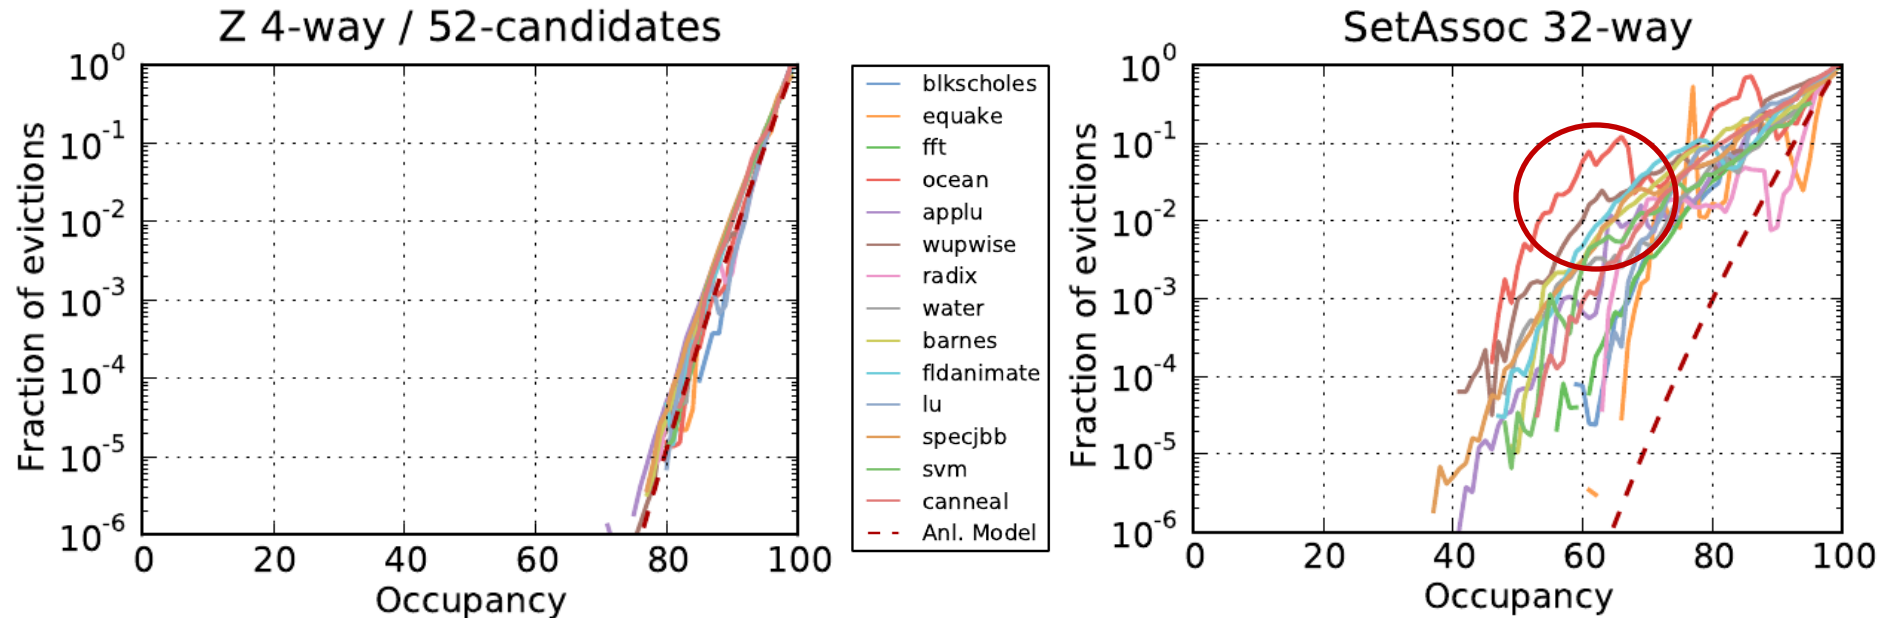 Z 4-way / 52-candidates
Fraction of evictions
10^0
10^-1
10^-2
10^-3
10^-4
10^-5
10^-6
0 20 40 60 80 100
Occupancy
blkscholes
equake
fft
ocean
applu
wupwise
radix
water
barnes
fldanimate
lu
specjbb
svm
canneal
Anl. Model
SetAssoc 32-way
Fraction of evictions
10^0
10^-1
10^-2
10^-3
10^-4
10^-5
10^-6
0 20 40 60 80 100
Occupancy